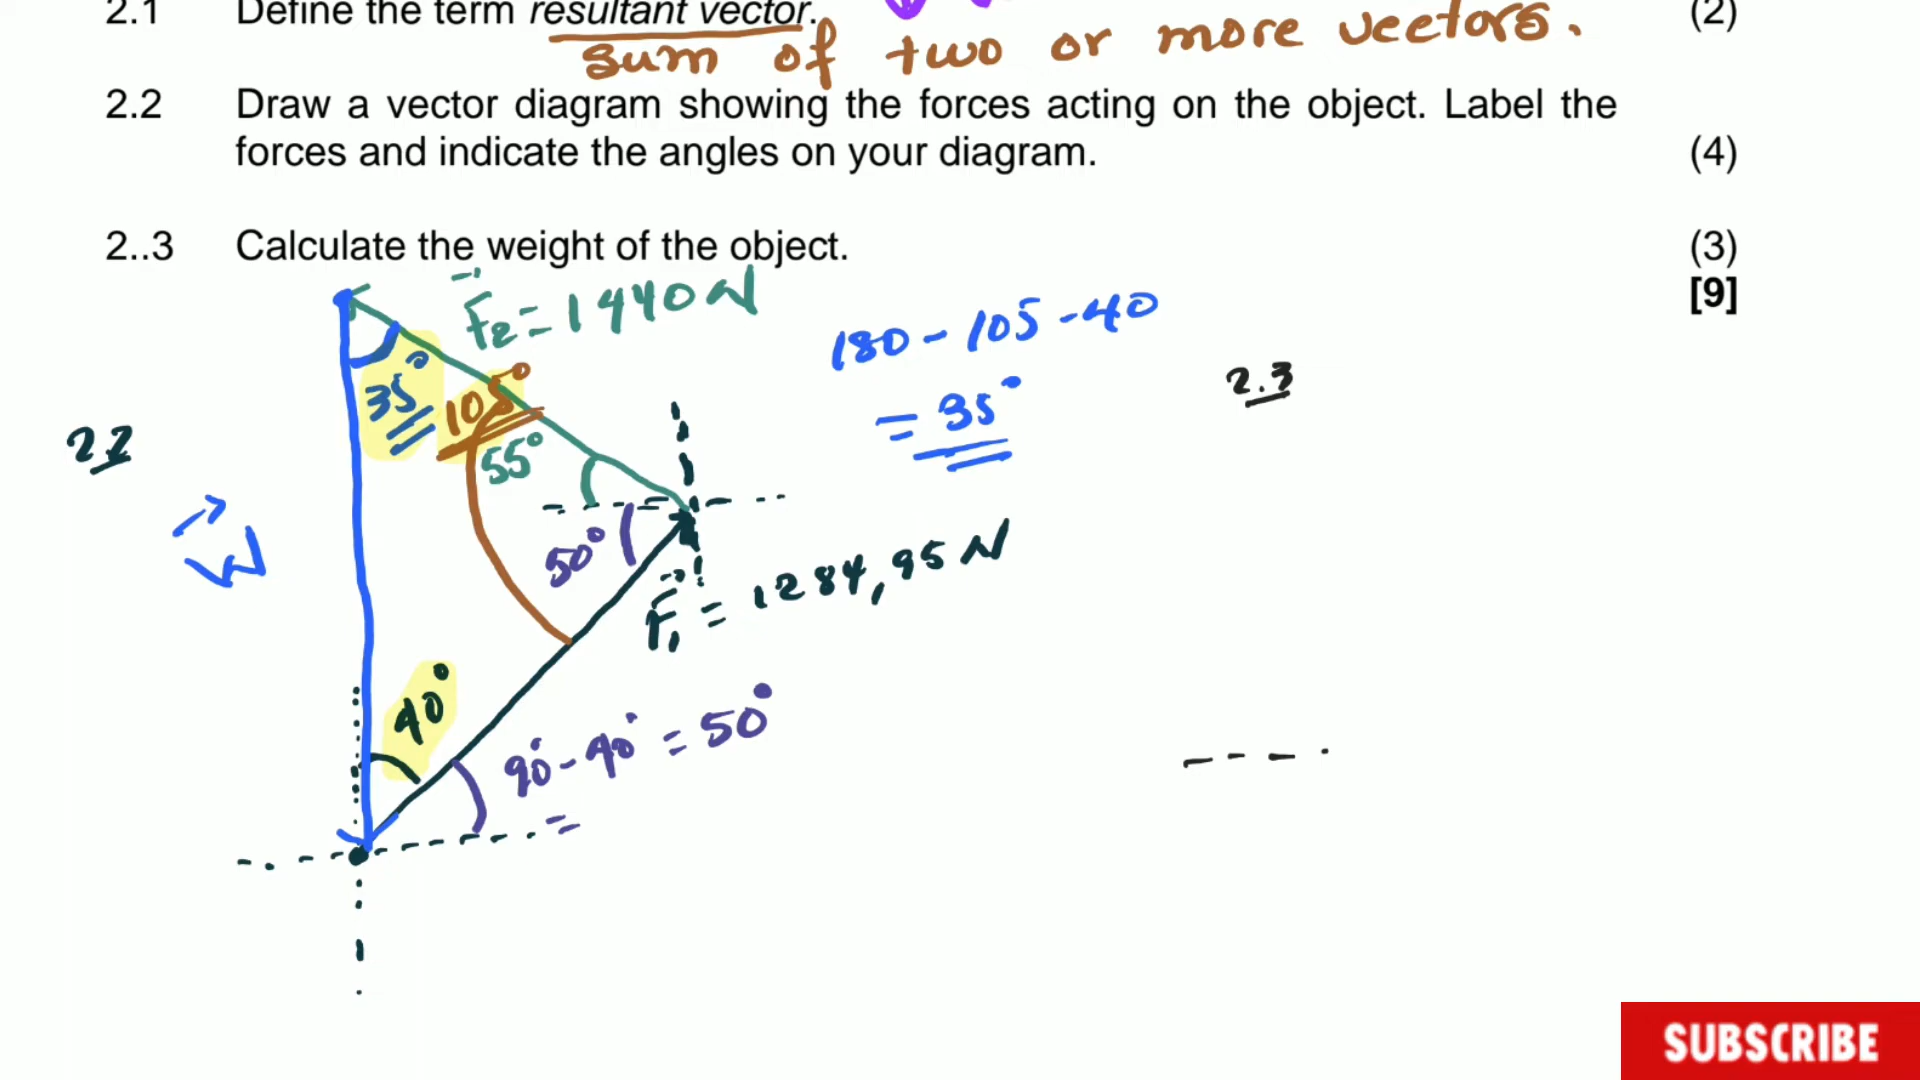 2.1 Define the term resultant vector. (2)
sum of two or more vectors.
2.2 Draw a vector diagram showing the forces acting on the object. Label the
forces and indicate the angles on your diagram. (4)
2..3 Calculate the weight of the object. (3)
[9]
F₂ = 1440 N
180 - 105 - 40
= 35°
2.3
35°
105°
55°
2.2
W
50°
F₁ = 1284,95 N
40°
90° - 40° = 50°
=
SUBSCRIBE